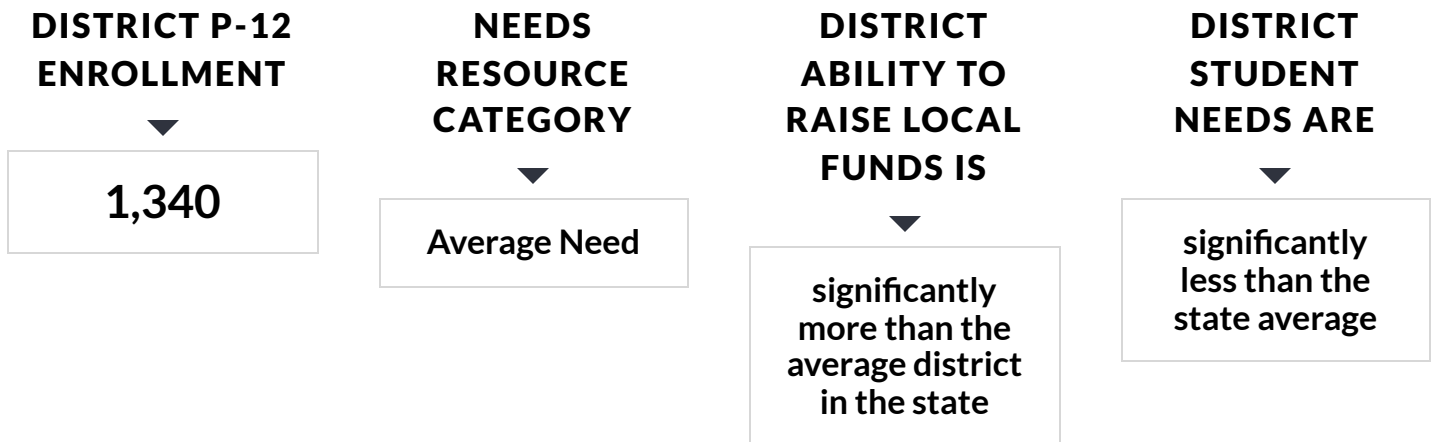 DISTRICT P-12
ENROLLMENT
1,340
NEEDS
RESOURCE
CATEGORY
Average Need
DISTRICT
ABILITY TO
RAISE LOCAL
FUNDS IS
significantly
more than the
average district
in the state
DISTRICT
STUDENT
NEEDS ARE
significantly
less than the
state average